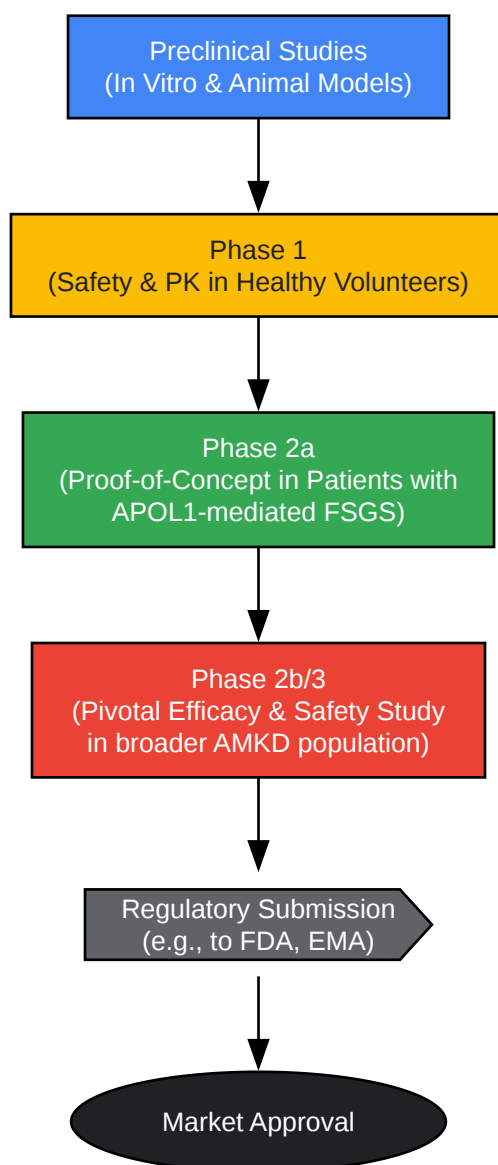 Preclinical Studies
(In Vitro & Animal Models)
Phase 1
(Safety & PK in Healthy Volunteers)
Phase 2a
(Proof-of-Concept in Patients with
APOL1-mediated FSGS)
Phase 2b/3
(Pivotal Efficacy & Safety Study
in broader AMKD population)
Regulatory Submission
(e.g., to FDA, EMA)
Market Approval